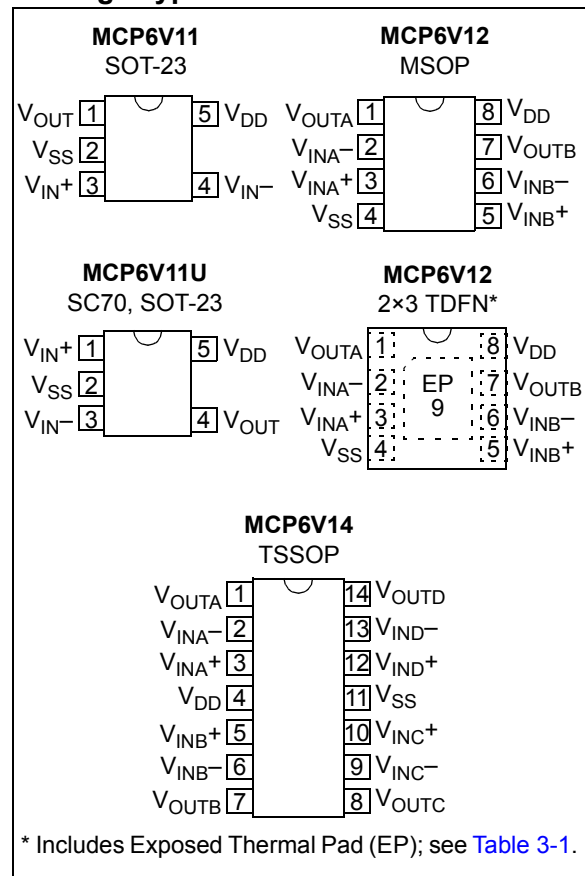 MCP6V11
SOT-23
VOUT 1
5 VDD
VSS 2
VIN+ 3
4 VIN–
MCP6V12
MSOP
VOUTA 1
8 VDD
VINA– 2
7 VOUTB
VINA+ 3
6 VINB–
VSS 4
5 VINB+
MCP6V11U
SC70, SOT-23
VIN+ 1
5 VDD
VSS 2
VIN– 3
4 VOUT
MCP6V12
2×3 TDFN*
VOUTA 1
8 VDD
VINA– 2
EP
9
7 VOUTB
VINA+ 3
6 VINB–
VSS 4
5 VINB+
MCP6V14
TSSOP
VOUTA 1
14 VOUTD
VINA– 2
13 VIND–
VINA+ 3
12 VIND+
VDD 4
11 VSS
VINB+ 5
10 VINC+
VINB– 6
9 VINC–
VOUTB 7
8 VOUTC
* Includes Exposed Thermal Pad (EP); see Table 3-1.